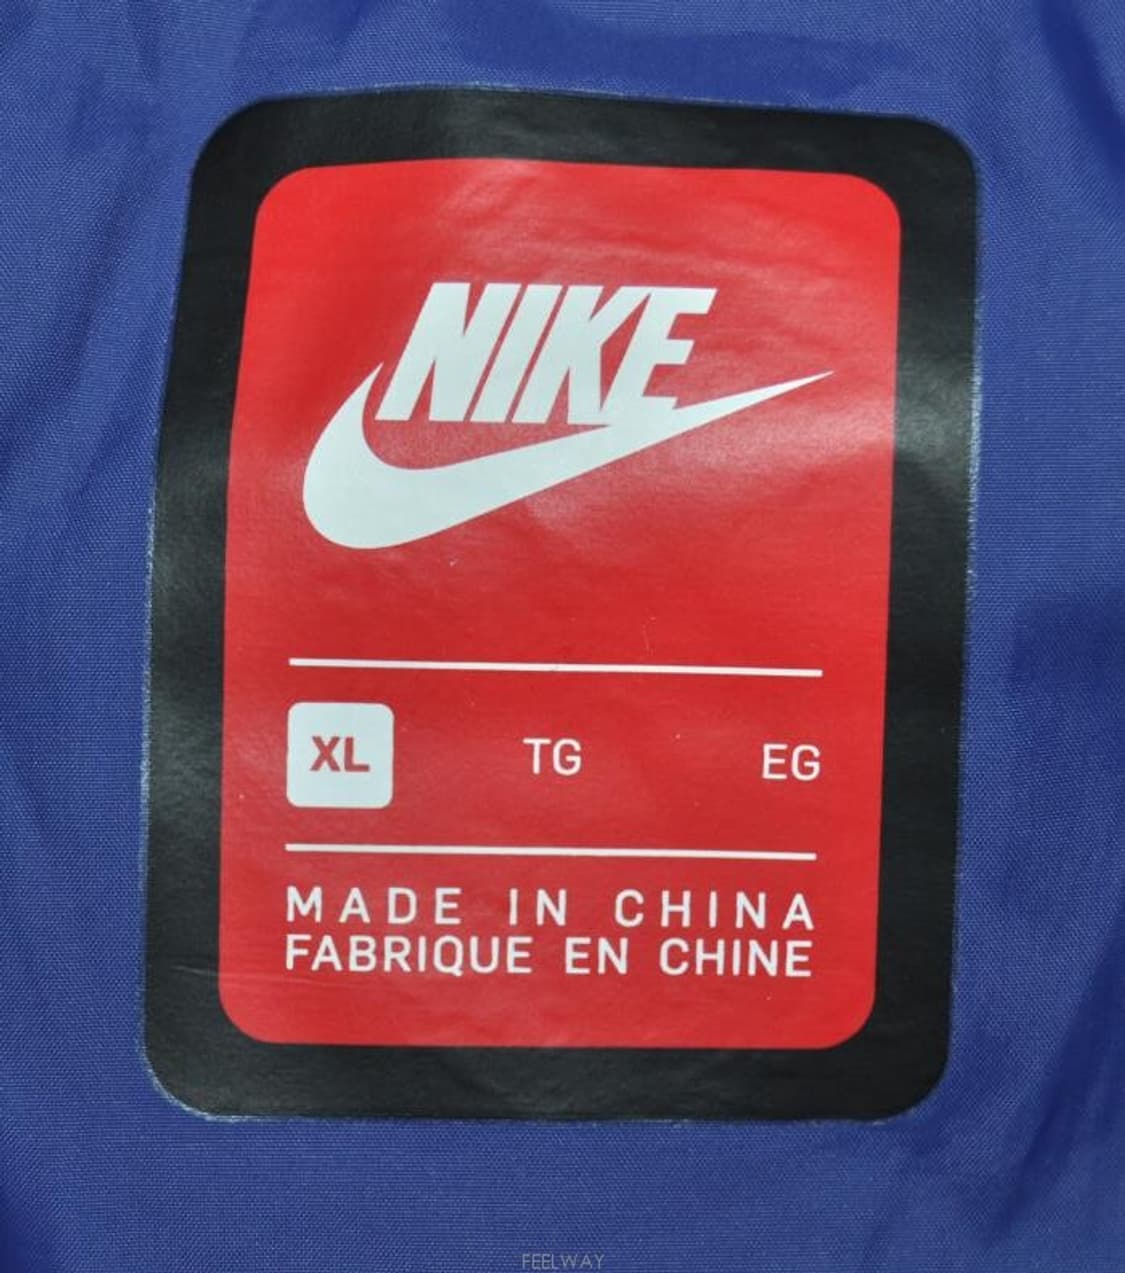 NIKE
XL TG EG
MADE IN CHINA
FABRIQUE EN CHINE
FEELWAY